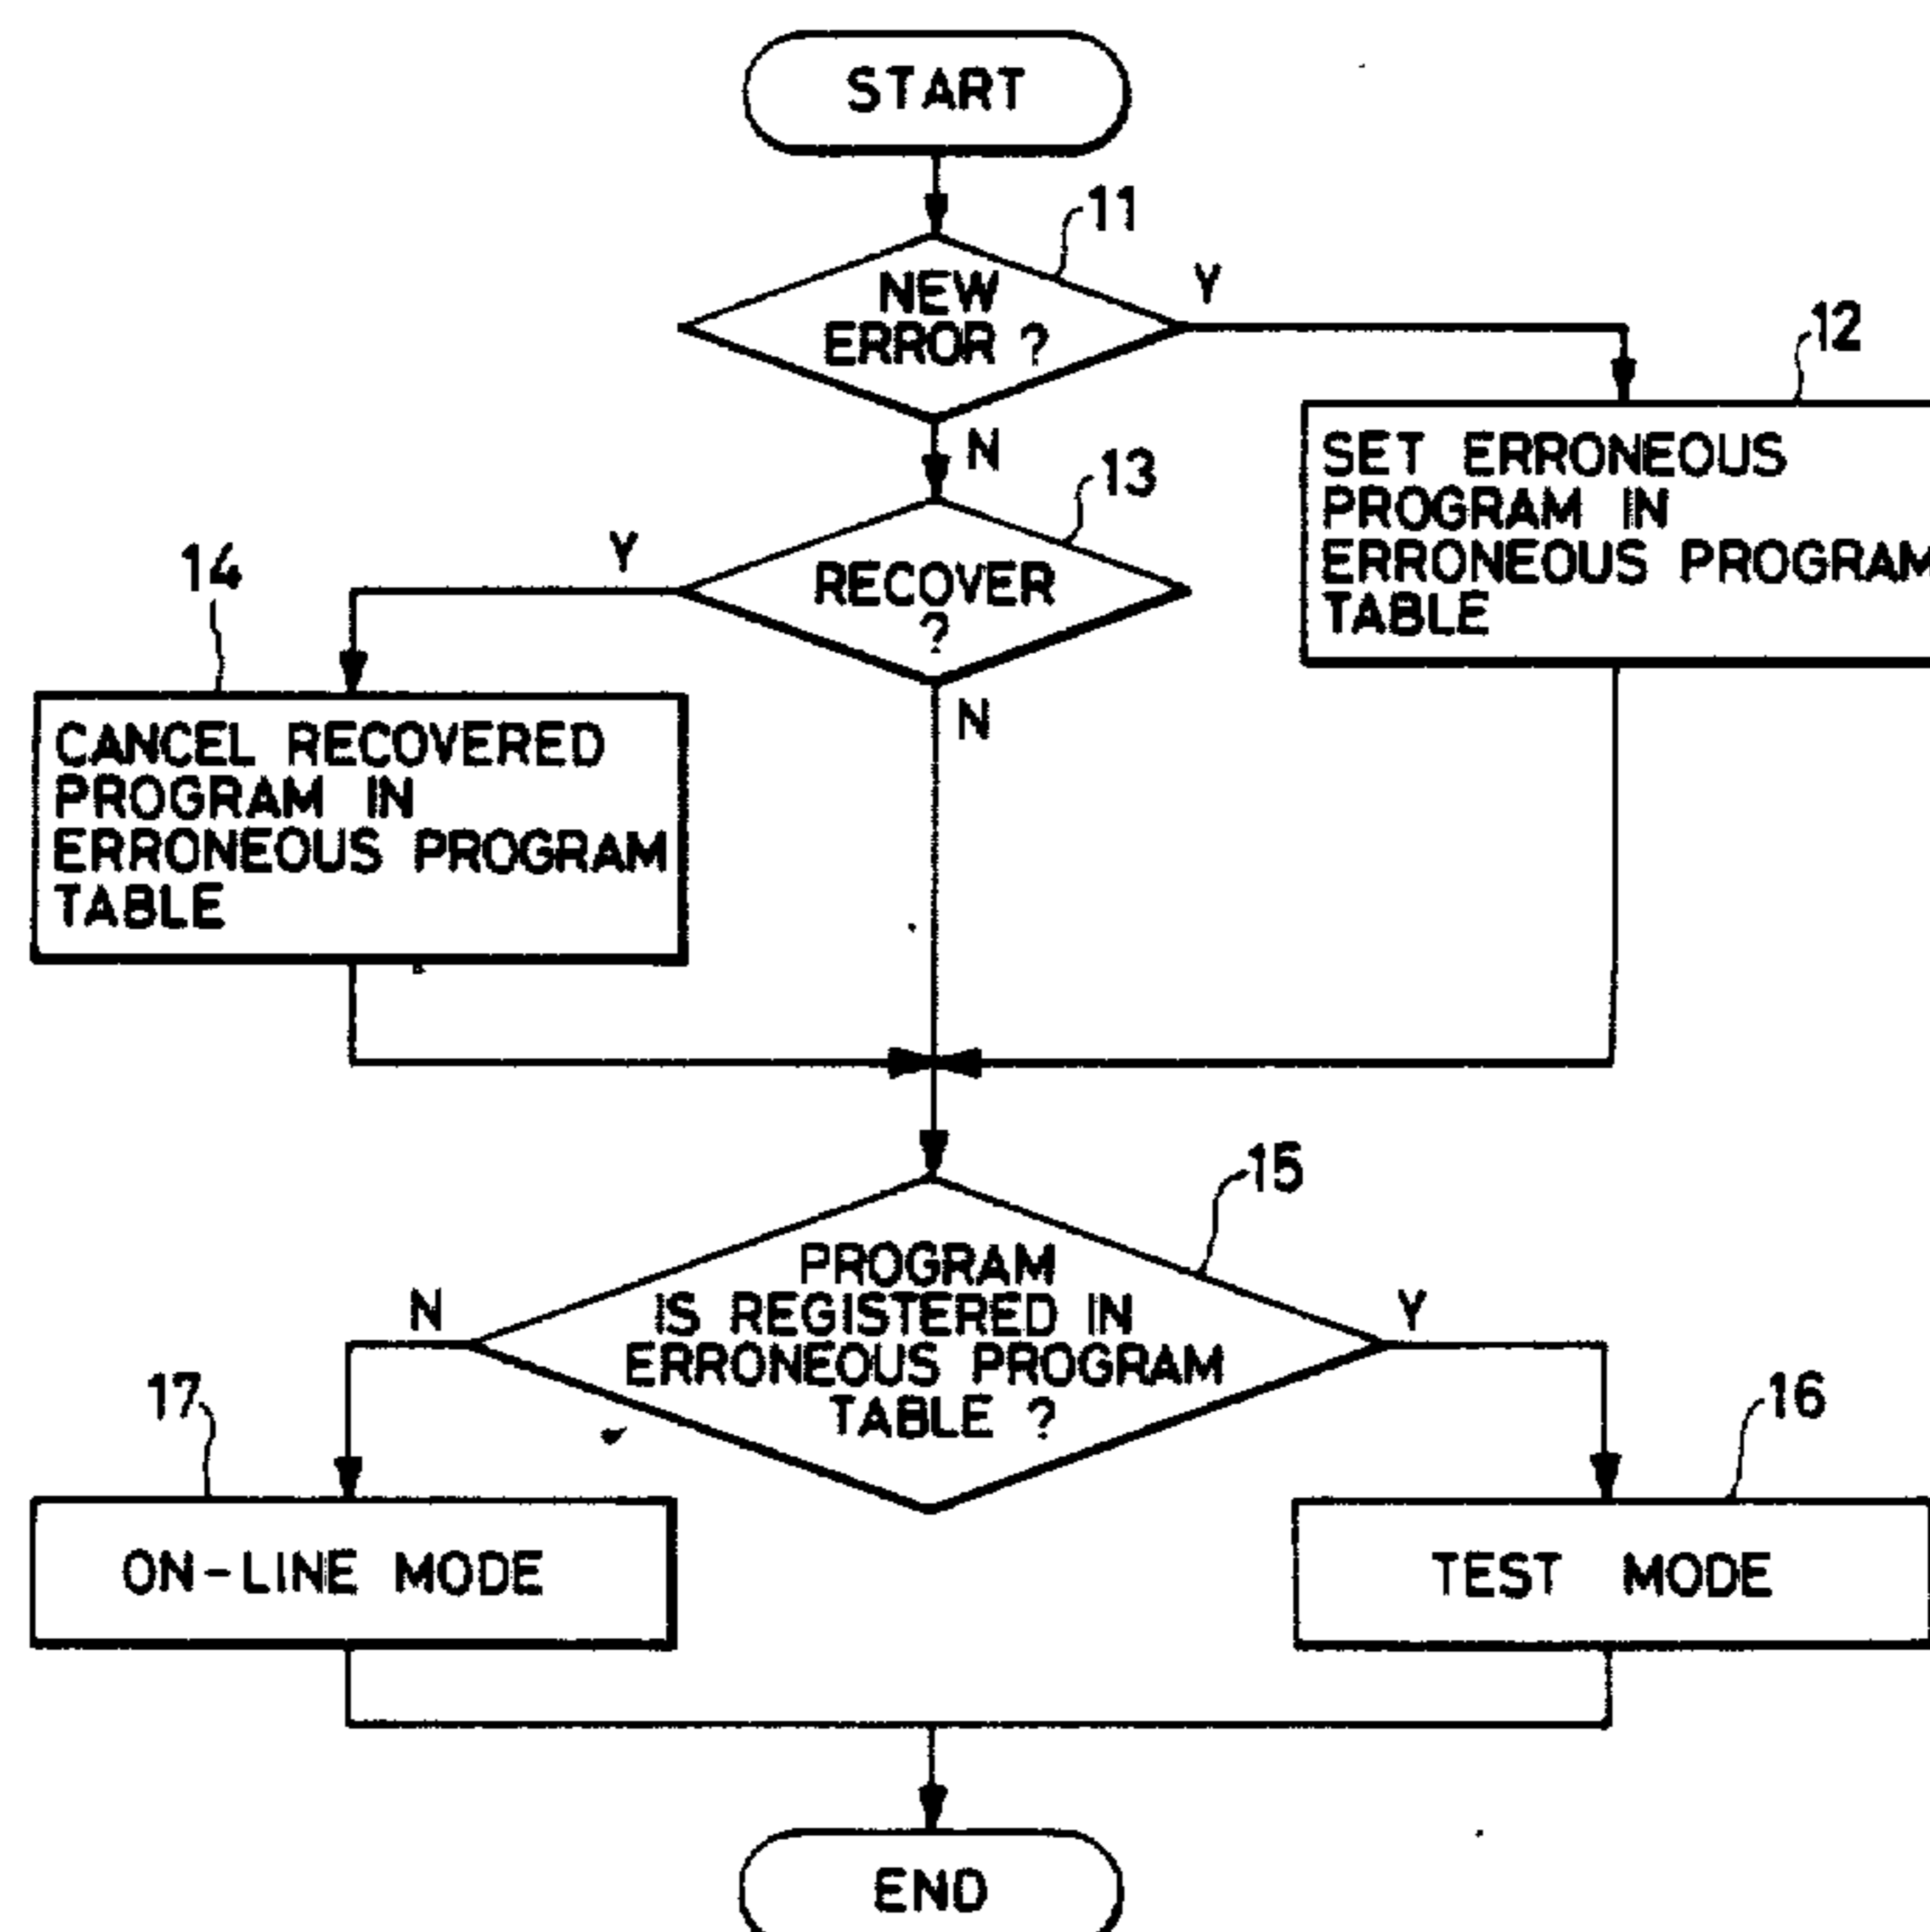 START
11
NEW
ERROR ?
Y
12
N
SET ERRONEOUS
PROGRAM IN
ERRONEOUS PROGRAM
TABLE
13
RECOVER
?
Y
14
N
CANCEL RECOVERED
PROGRAM IN
ERRONEOUS PROGRAM
TABLE
15
PROGRAM
IS REGISTERED IN
ERRONEOUS PROGRAM
TABLE ?
N
Y
17
16
ON-LINE MODE
TEST MODE
END